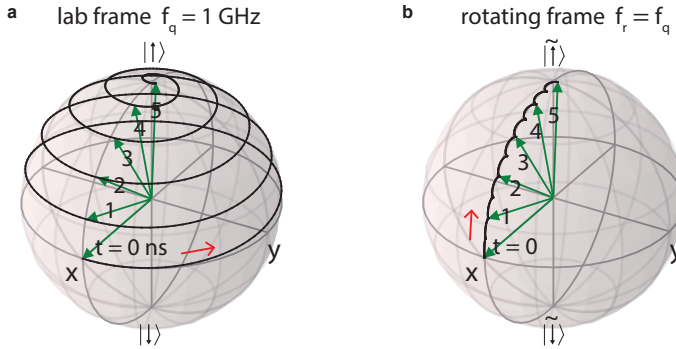 a lab frame f_q = 1 GHz
|↑⟩
5
4
3
2
1
t = 0 ns
x
y
|↓⟩
b rotating frame f_r = f_q
|↑̃⟩
5
4
3
2
1
t = 0
x
y
|↓̃⟩